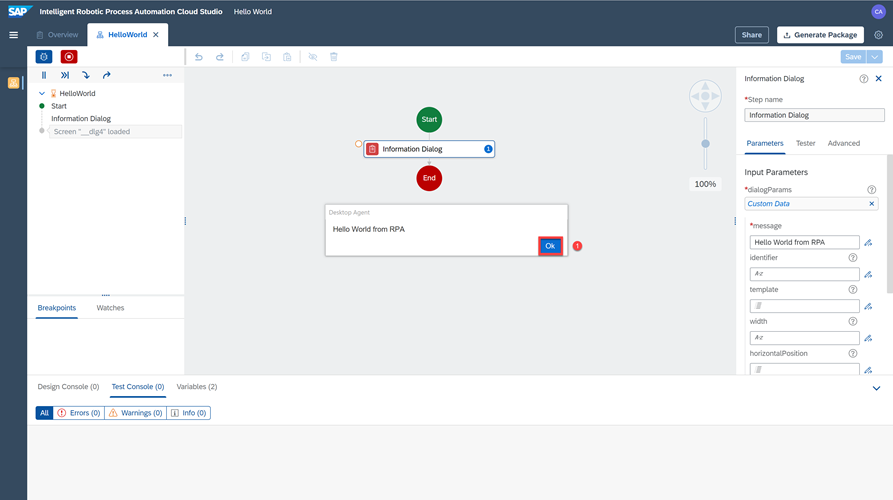 SAP Intelligent Robotic Process Automation Cloud Studio Hello World CA
Overview HelloWorld Share Generate Package
Save
HelloWorld
Start
Information Dialog
Screen "__dlg4" loaded
Start
Information Dialog 1
End
100%
Desktop Agent
Hello World from RPA
Ok 1
Breakpoints Watches
Information Dialog
*Step name
Information Dialog
Parameters Tester Advanced
Input Parameters
*dialogParams
Custom Data
*message
Hello World from RPA
identifier
template
width
horizontalPosition
Design Console (0) Test Console (0) Variables (2)
All Errors (0) Warnings (0) Info (0)